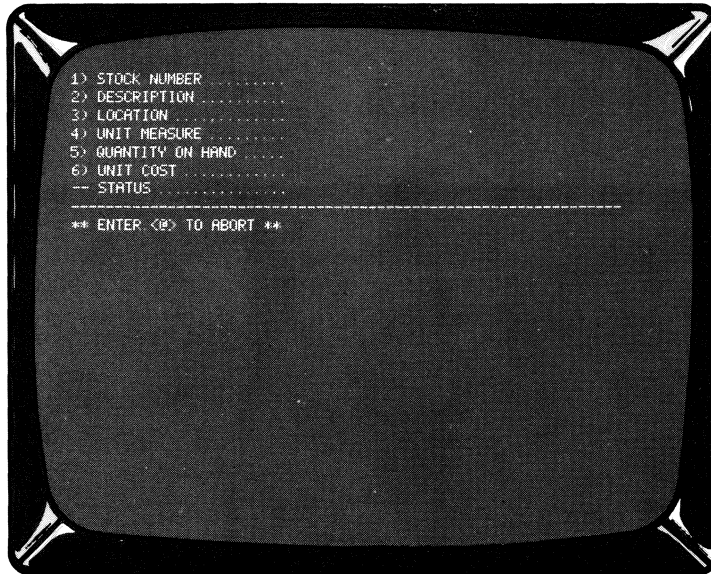 1) STOCK NUMBER .........
2) DESCRIPTION ..........
3) LOCATION .............
4) UNIT MEASURE .........
5) QUANTITY ON HAND .....
6) UNIT COST ............
-- STATUS ...............
------------------------------------------------------------------
** ENTER <@> TO ABORT **